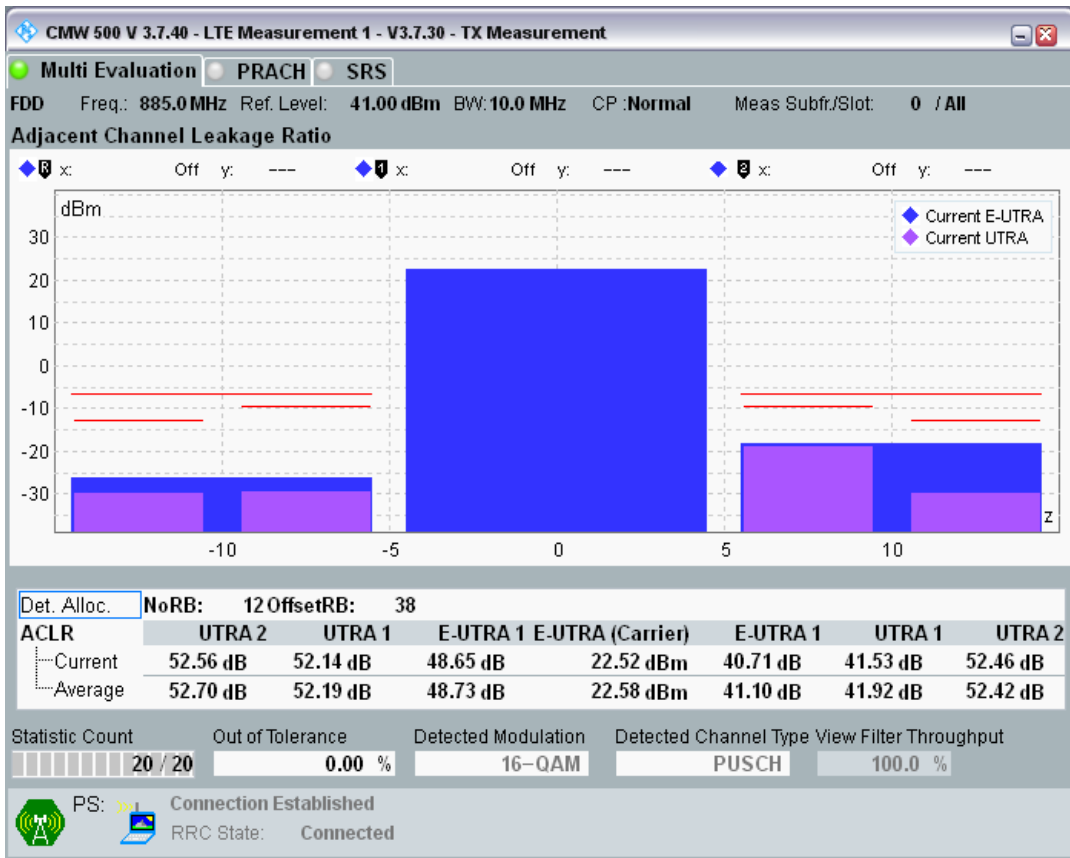 CMW 500 V 3.7.40 - LTE Measurement 1 - V3.7.30 - TX Measurement
Multi Evaluation PRACH SRS
FDD Freq.: 885.0 MHz Ref. Level: 41.00 dBm BW: 10.0 MHz CP :Normal Meas Subfr./Slot: 0 / All
Adjacent Channel Leakage Ratio
R x: Off y: --- 1 x: Off y: --- 2 x: Off y: ---
dBm
Current E-UTRA
Current UTRA
30
20
10
0
-10
-20
-30
z
-10 -5 0 5 10
Det. Alloc. NoRB: 12 OffsetRB: 38
ACLR UTRA 2 UTRA 1 E-UTRA 1 E-UTRA (Carrier) E-UTRA 1 UTRA 1 UTRA 2
Current 52.56 dB 52.14 dB 48.65 dB 22.52 dBm 40.71 dB 41.53 dB 52.46 dB
Average 52.70 dB 52.19 dB 48.73 dB 22.58 dBm 41.10 dB 41.92 dB 52.42 dB
Statistic Count Out of Tolerance Detected Modulation Detected Channel Type View Filter Throughput
20 / 20 0.00 % 16-QAM PUSCH 100.0 %
PS: Connection Established
RRC State: Connected